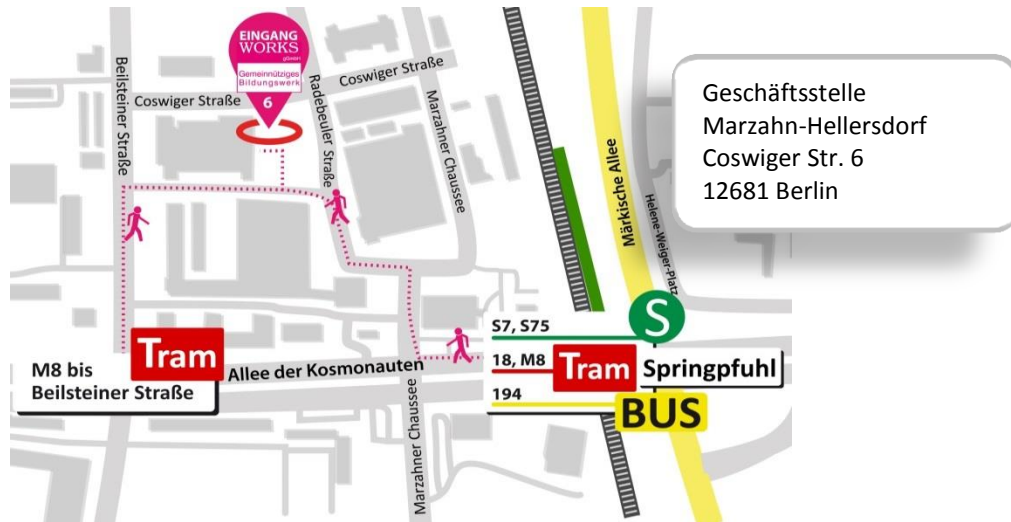 EINGANG
WORKS
gGmbH
Gemeinnütziges
Bildungswerk
6
Beilsteiner Straße
Coswiger Straße
Radebeuler Straße
Coswiger Straße
Marzahner Chaussee
Märkische Allee
Helene-Weiger-Platz
Geschäftsstelle
Marzahn-Hellersdorf
Coswiger Str. 6
12681 Berlin
M8 bis
Beilsteiner Straße
Tram
Allee der Kosmonauten
Marzahner Chaussee
S7, S75
S
18, M8
Tram
Springpfuhl
194
BUS